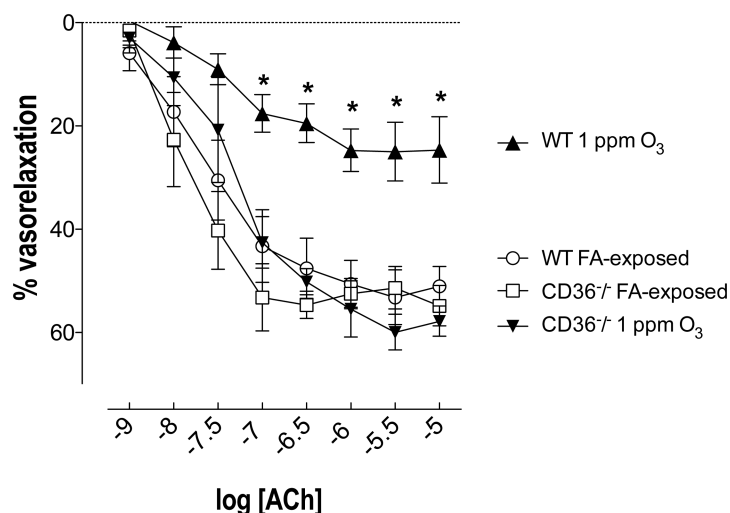 0
20
40
60
% vasorelaxation
* * * * *
WT 1 ppm O₃
WT FA-exposed
CD36⁻/⁻ FA-exposed
CD36⁻/⁻ 1 ppm O₃
-9 -8 -7.5 -7 -6.5 -6 -5.5 -5
log [ACh]